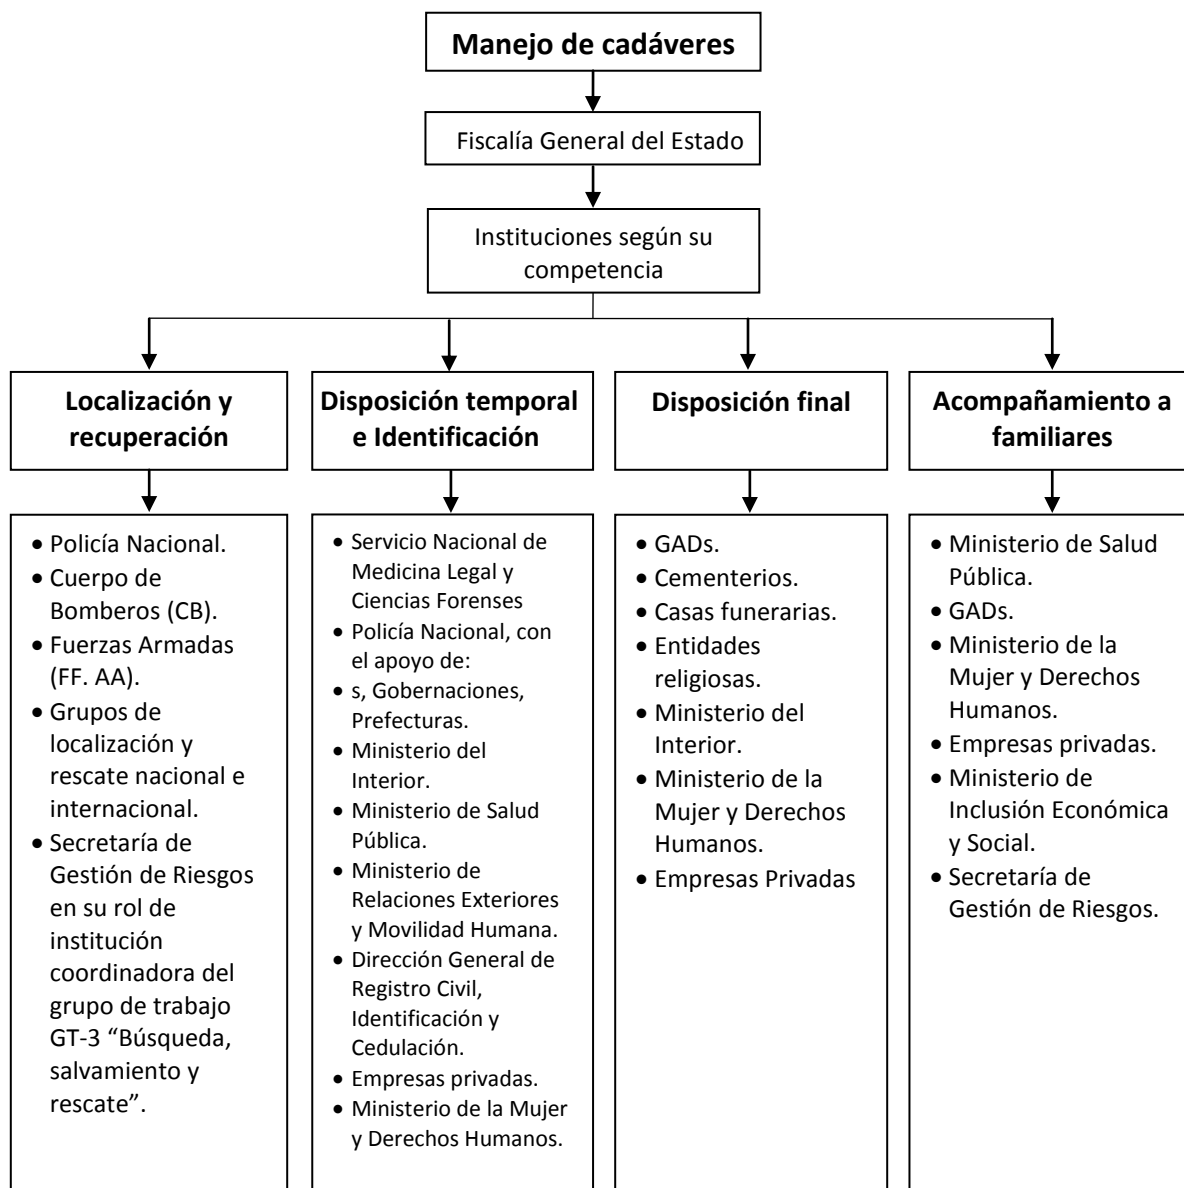 Manejo de cadáveres
Fiscalía General del Estado
Instituciones según su
competencia
Localización y
recuperación
Disposición temporal
e Identificación
Disposición final
Acompañamiento a
familiares
• Policía Nacional.
• Cuerpo de
Bomberos (CB).
• Fuerzas Armadas
(FF. AA).
• Grupos de
localización y
rescate nacional e
internacional.
• Secretaría de
Gestión de Riesgos
en su rol de
institución
coordinadora del
grupo de trabajo
GT-3 “Búsqueda,
salvamiento y
rescate”.
• Servicio Nacional de
Medicina Legal y
Ciencias Forenses
• Policía Nacional, con
el apoyo de:
• s, Gobernaciones,
Prefecturas.
• Ministerio del
Interior.
• Ministerio de Salud
Pública.
• Ministerio de
Relaciones Exteriores
y Movilidad Humana.
• Dirección General de
Registro Civil,
Identificación y
Cedulación.
• Empresas privadas.
• Ministerio de la Mujer
y Derechos Humanos.
• GADs.
• Cementerios.
• Casas funerarias.
• Entidades
religiosas.
• Ministerio del
Interior.
• Ministerio de la
Mujer y Derechos
Humanos.
• Empresas Privadas
• Ministerio de Salud
Pública.
• GADs.
• Ministerio de la
Mujer y Derechos
Humanos.
• Empresas privadas.
• Ministerio de
Inclusión Económica
y Social.
• Secretaría de
Gestión de Riesgos.